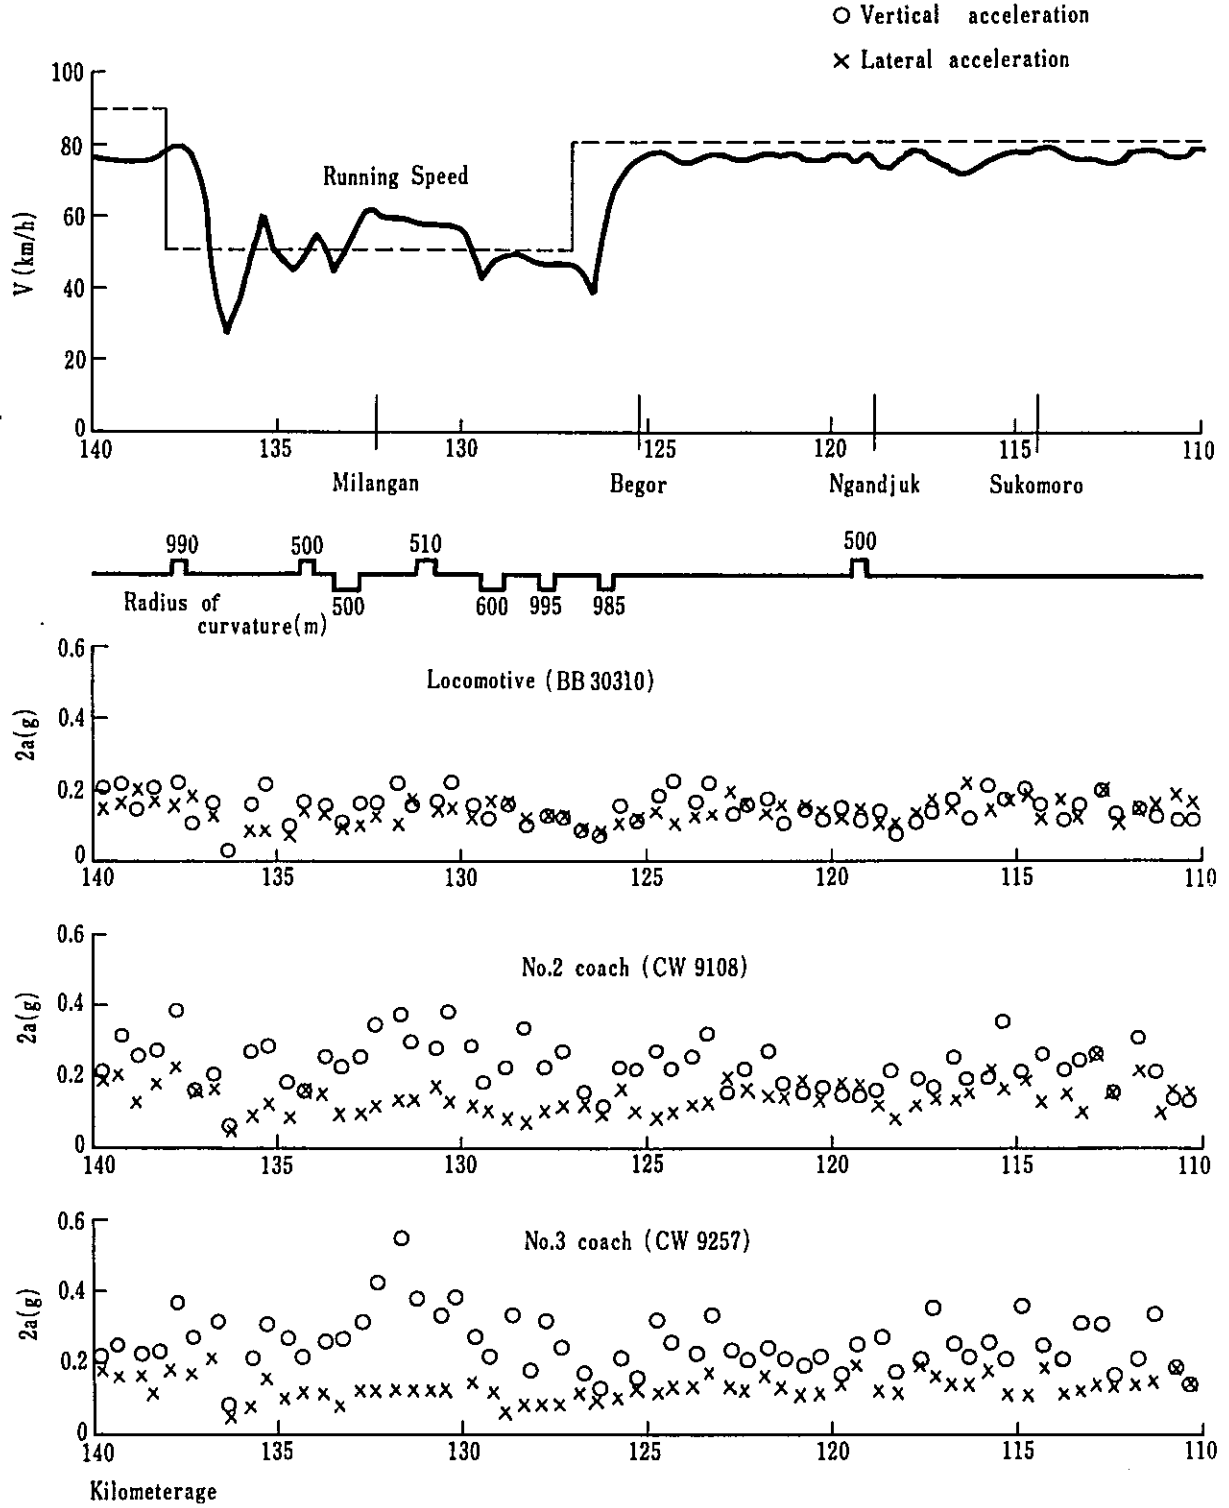 O Vertical acceleration
× Lateral acceleration
100
80
60
40
20
0
V (km/h)
Running Speed
140 135 130 125 120 115 110
Milangan Begor Ngandjuk Sukomoro
990 500 510 500
500 600 995 985
Radius of
curvature(m)
0.6
0.4
0.2
0
2a(g)
Locomotive (BB 30310)
140 135 130 125 120 115 110
0.6
0.4
0.2
0
2a(g)
No.2 coach (CW 9108)
140 135 130 125 120 115 110
0.6
0.4
0.2
0
2a(g)
No.3 coach (CW 9257)
140 135 130 125 120 115 110
Kilometerage